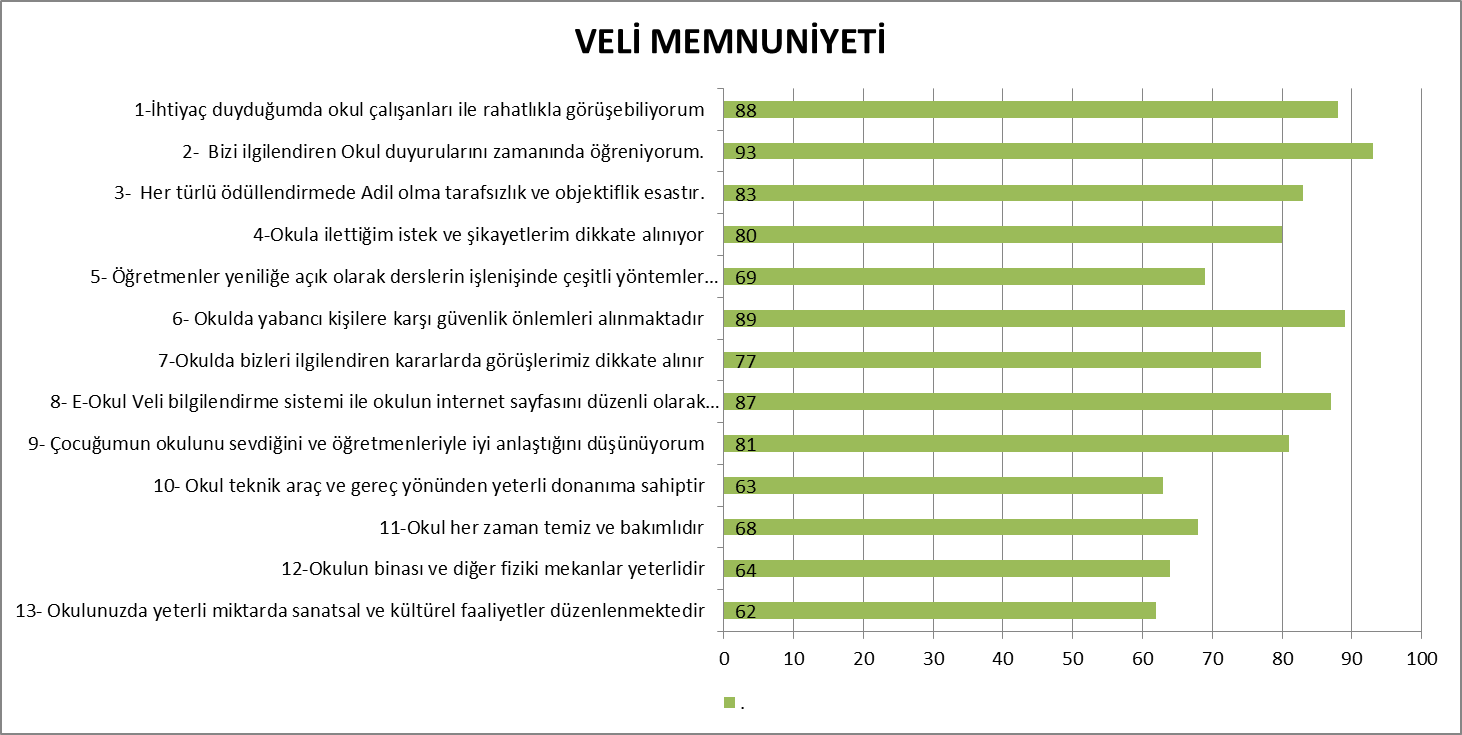 VELİ MEMNUNİYETİ
1-İhtiyaç duyduğumda okul çalışanları ile rahatlıkla görüşebiliyorum 88
2- Bizi ilgilendiren Okul duyurularını zamanında öğreniyorum. 93
3- Her türlü ödüllendirmede Adil olma tarafsızlık ve objektiflik esastır. 83
4-Okula ilettiğim istek ve şikayetlerim dikkate alınıyor 80
5- Öğretmenler yeniliğe açık olarak derslerin işlenişinde çeşitli yöntemler... 69
6- Okulda yabancı kişilere karşı güvenlik önlemleri alınmaktadır 89
7-Okulda bizleri ilgilendiren kararlarda görüşlerimiz dikkate alınır 77
8- E-Okul Veli bilgilendirme sistemi ile okulun internet sayfasını düzenli olarak... 87
9- Çocuğumun okulunu sevdiğini ve öğretmenleriyle iyi anlaştığını düşünüyorum 81
10- Okul teknik araç ve gereç yönünden yeterli donanıma sahiptir 63
11-Okul her zaman temiz ve bakımlıdır 68
12-Okulun binası ve diğer fiziki mekanlar yeterlidir 64
13- Okulunuzda yeterli miktarda sanatsal ve kültürel faaliyetler düzenlenmektedir 62
0 10 20 30 40 50 60 70 80 90 100
.